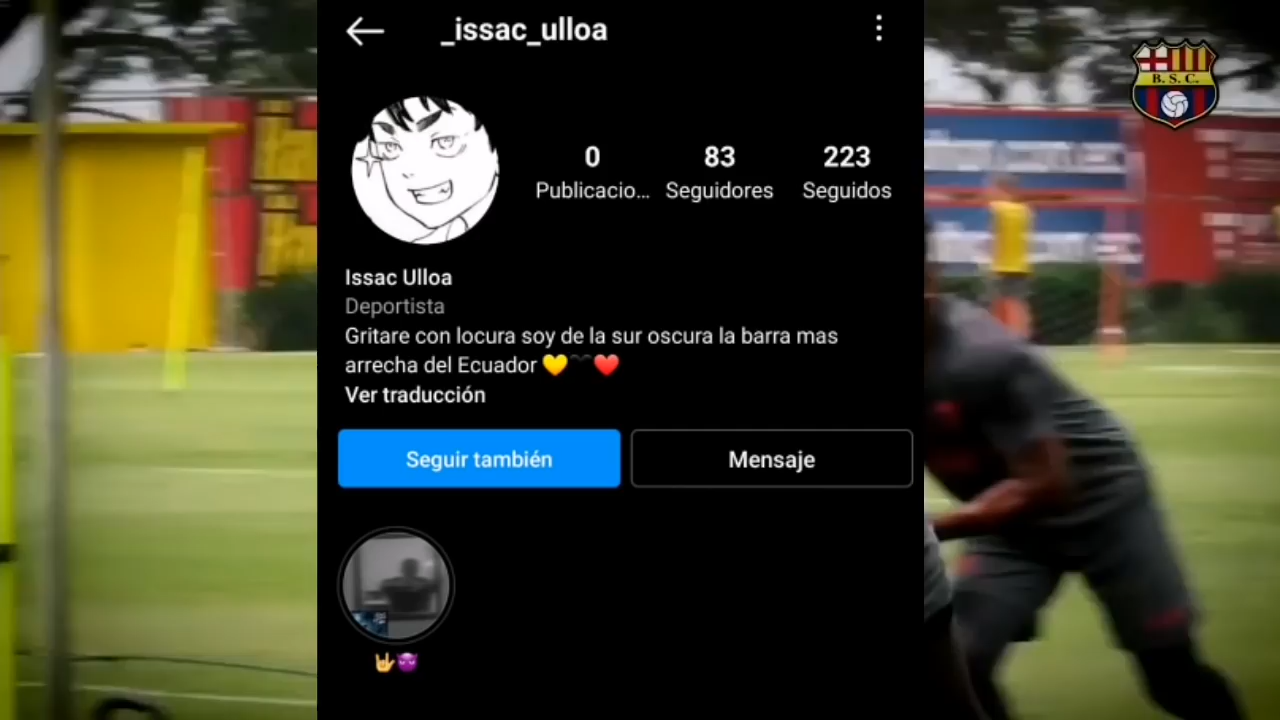 _issac_ulloa
B. S. C.
0
83
223
Publicacio...
Seguidores
Seguidos
Issac Ulloa
Deportista
Gritare con locura soy de la sur oscura la barra mas
arrecha del Ecuador 💛🖤❤️
Ver traducción
Seguir también
Mensaje
🤟😈